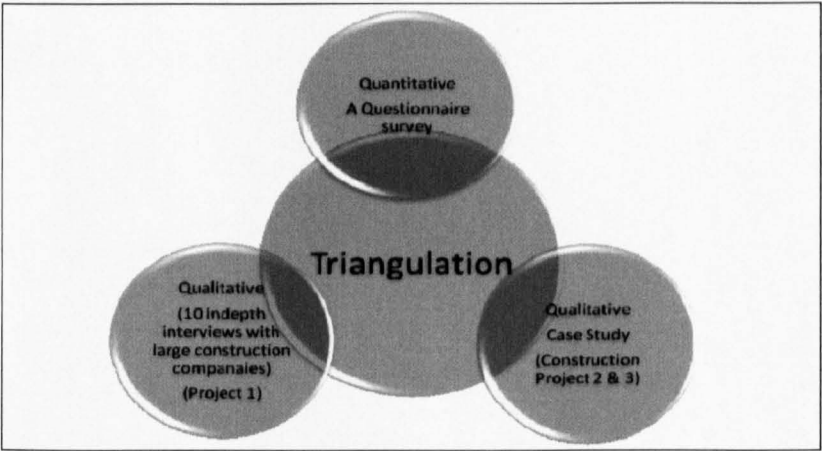 Quantitative
A Questionnaire
survey
Triangulation
Qualitative
(10 indepth
interviews with
large construction
companaies)
(Project 1)
Qualitative
Case Study
(Construction
Project 2 & 3)